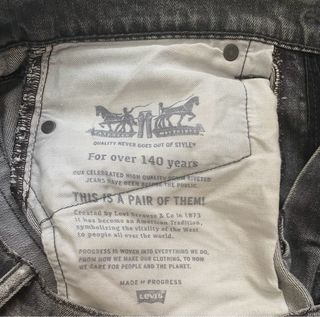 QUALITY NEVER GOES OUT OF STYLE®
For over 140 years
OUR CELEBRATED HIGH QUALITY DENIM RIVETED
JEANS HAVE BEEN BEFORE THE PUBLIC.
THIS IS A PAIR OF THEM!
Created by Levi Strauss & Co in 1873
it has become an American Tradition,
symbolizing the vitality of the West
to people all over the world.
PROGRESS IS WOVEN INTO EVERYTHING WE DO,
FROM HOW WE MAKE OUR CLOTHING, TO HOW
WE CARE FOR PEOPLE AND THE PLANET.
MADE OF PROGRESS
Levi's